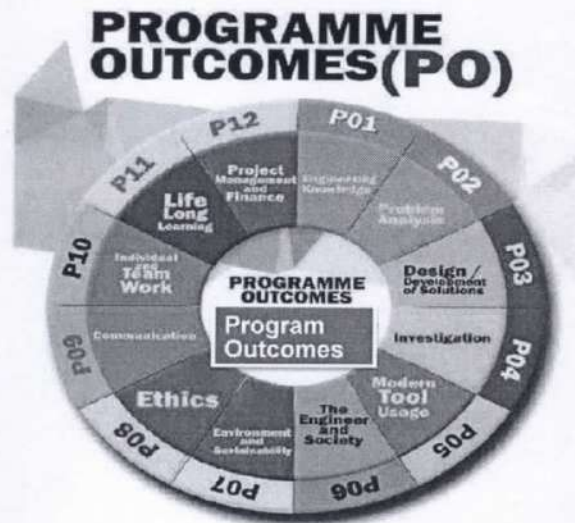 PROGRAMME
OUTCOMES(PO)
P01
Engineering
Knowledge
P02
Problem
Analysis
P03
Design /
Development
of Solutions
P04
Investigation
P05
Modern
Tool
Usage
P06
The
Engineer
and
Society
P07
Environment
and
Sustainability
P08
Ethics
P09
Communication
P10
Individual
and
Team
Work
P11
Life
Long
Learning
P12
Project
Management
and
Finance
PROGRAMME
OUTCOMES
Program
Outcomes